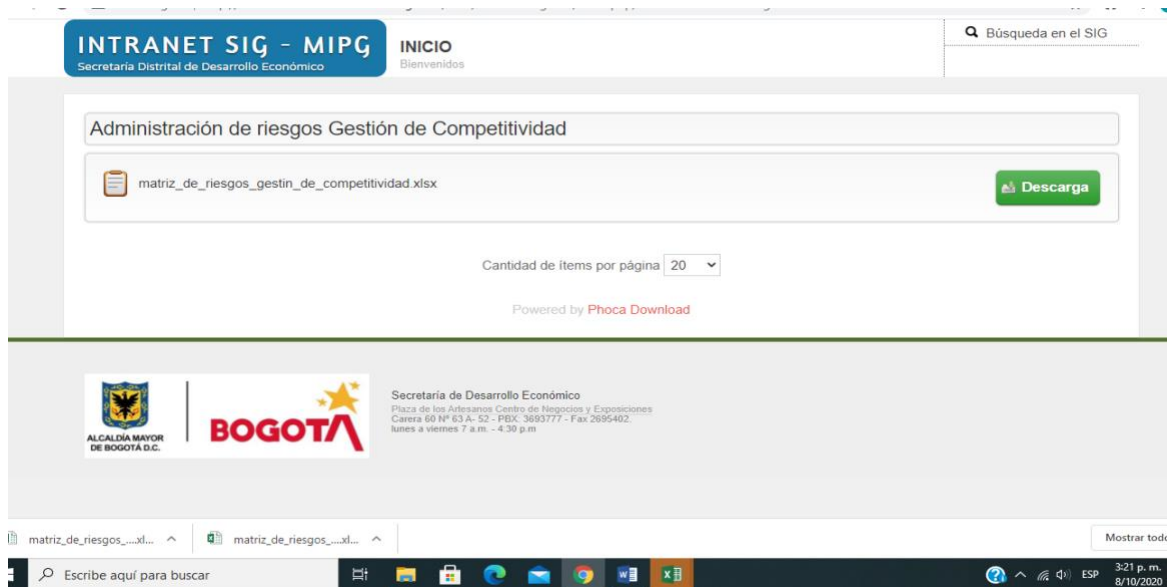 INTRANET SIG - MIPG
Secretaría Distrital de Desarrollo Económico
INICIO
Bienvenidos
Búsqueda en el SIG
Administración de riesgos Gestión de Competitividad
matriz_de_riesgos_gestin_de_competitividad.xlsx
Descarga
Cantidad de ítems por página 20
Powered by Phoca Download
ALCALDÍA MAYOR
DE BOGOTÁ D.C.
BOGOTÁ
Secretaría de Desarrollo Económico
Plaza de los Artesanos Centro de Negocios y Exposiciones
Carera 60 Nº 63 A- 52 - PBX: 3693777 - Fax 2695402.
lunes a viernes 7 a.m. - 4:30 p.m
matriz_de_riesgos_....xl...
matriz_de_riesgos_....xl...
Mostrar todo
Escribe aquí para buscar
ESP
3:21 p. m.
8/10/2020